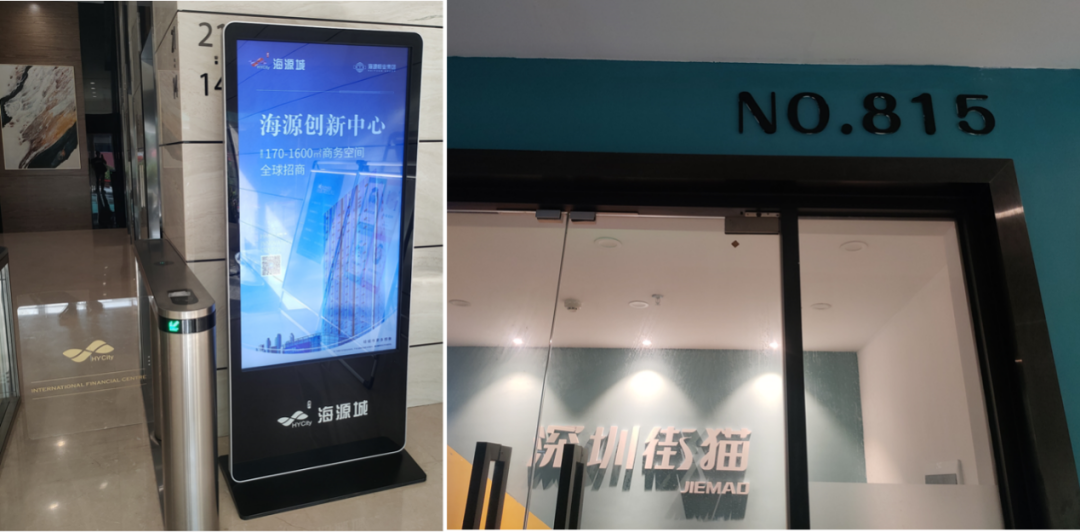 21
14
海源城
海源创新中心
170-1600㎡商务空间
全球招商
HYCity
海源城
HYCity
INTERNATIONAL FINANCIAL CENTRE
NO.815
深圳街猫
JIEMAO